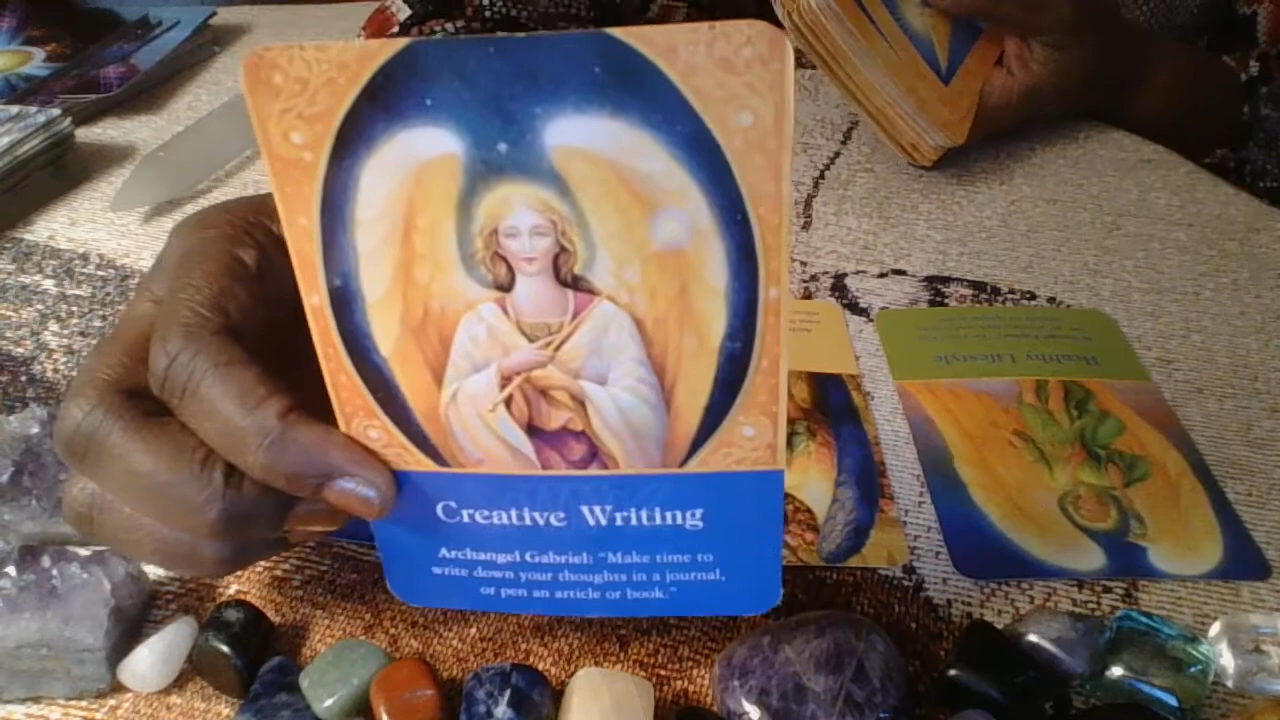 Creative Writing
Archangel Gabriel: “Make time to
write down your thoughts in a journal,
or pen an article or book.”
Healthy Lifestyle